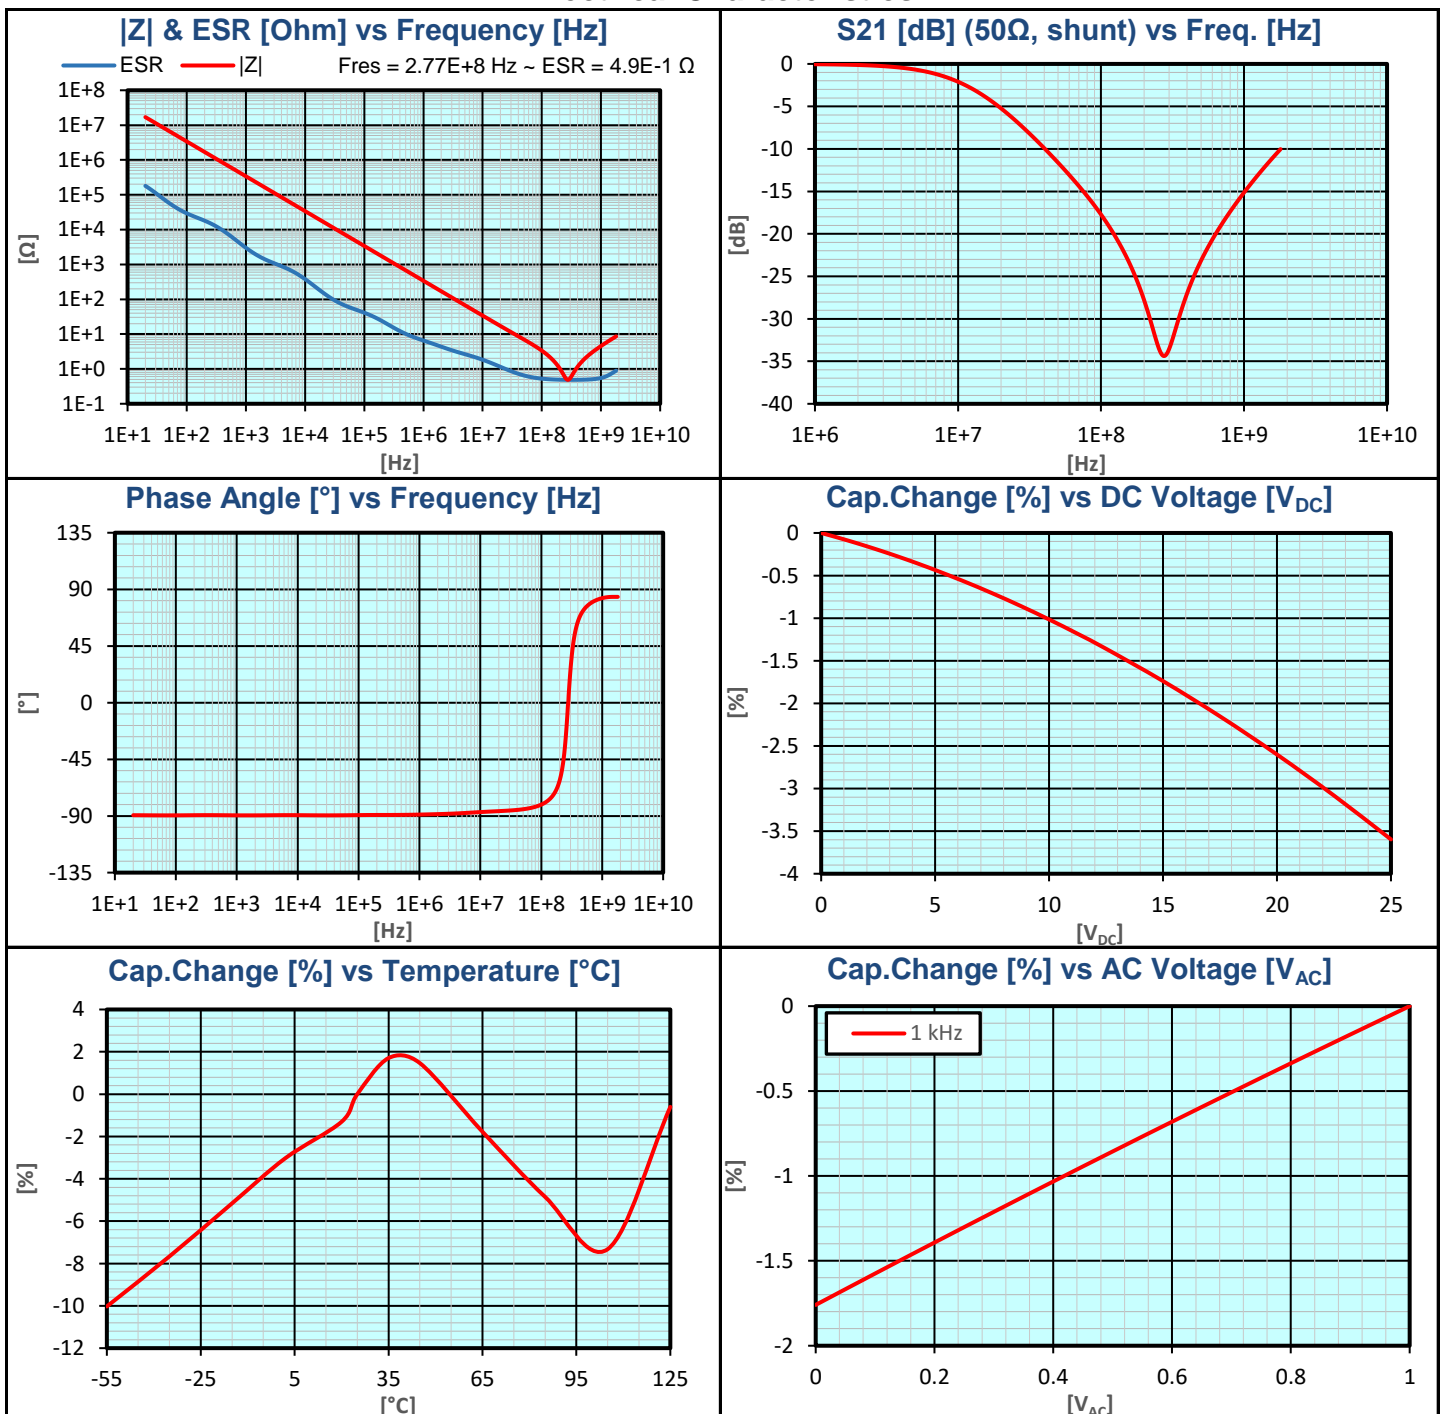 |Z| & ESR [Ohm] vs Frequency [Hz]
ESR |Z| Fres = 2.77E+8 Hz ~ ESR = 4.9E-1 Ω
1E+8
1E+7
1E+6
1E+5
1E+4
1E+3
1E+2
1E+1
1E+0
1E-1
[Ω]
1E+1 1E+2 1E+3 1E+4 1E+5 1E+6 1E+7 1E+8 1E+9 1E+10
[Hz]
S21 [dB] (50Ω, shunt) vs Freq. [Hz]
0
-5
-10
-15
-20
-25
-30
-35
-40
[dB]
1E+6 1E+7 1E+8 1E+9 1E+10
[Hz]
Phase Angle [°] vs Frequency [Hz]
135
90
45
0
-45
-90
-135
[°]
1E+1 1E+2 1E+3 1E+4 1E+5 1E+6 1E+7 1E+8 1E+9 1E+10
[Hz]
Cap.Change [%] vs DC Voltage [VDC]
0
-0.5
-1
-1.5
-2
-2.5
-3
-3.5
-4
[%]
0 5 10 15 20 25
[VDC]
Cap.Change [%] vs Temperature [°C]
4
2
0
-2
-4
-6
-8
-10
-12
[%]
-55 -25 5 35 65 95 125
[°C]
Cap.Change [%] vs AC Voltage [VAC]
1 kHz
0
-0.5
-1
-1.5
-2
[%]
0 0.2 0.4 0.6 0.8 1
[VAC]